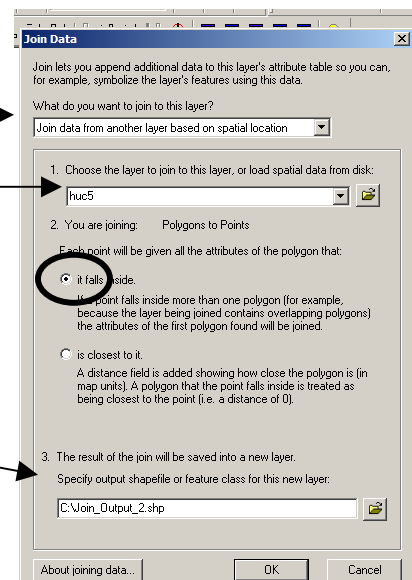 Join Data
Join lets you append additional data to this layer's attribute table so you can,
for example, symbolize the layer's features using this data.
What do you want to join to this layer?
Join data from another layer based on spatial location
1. Choose the layer to join to this layer, or load spatial data from disk:
huc5
2. You are joining: Polygons to Points
Each point will be given all the attributes of the polygon that:
it falls inside.
If a point falls inside more than one polygon (for example,
because the layer being joined contains overlapping polygons)
the attributes of the first polygon found will be joined.
is closest to it.
A distance field is added showing how close the polygon is (in
map units). A polygon that the point falls inside is treated as
being closest to the point (i.e. a distance of 0).
3. The result of the join will be saved into a new layer.
Specify output shapefile or feature class for this new layer:
C:\Join_Output_2.shp
About joining data...
OK
Cancel